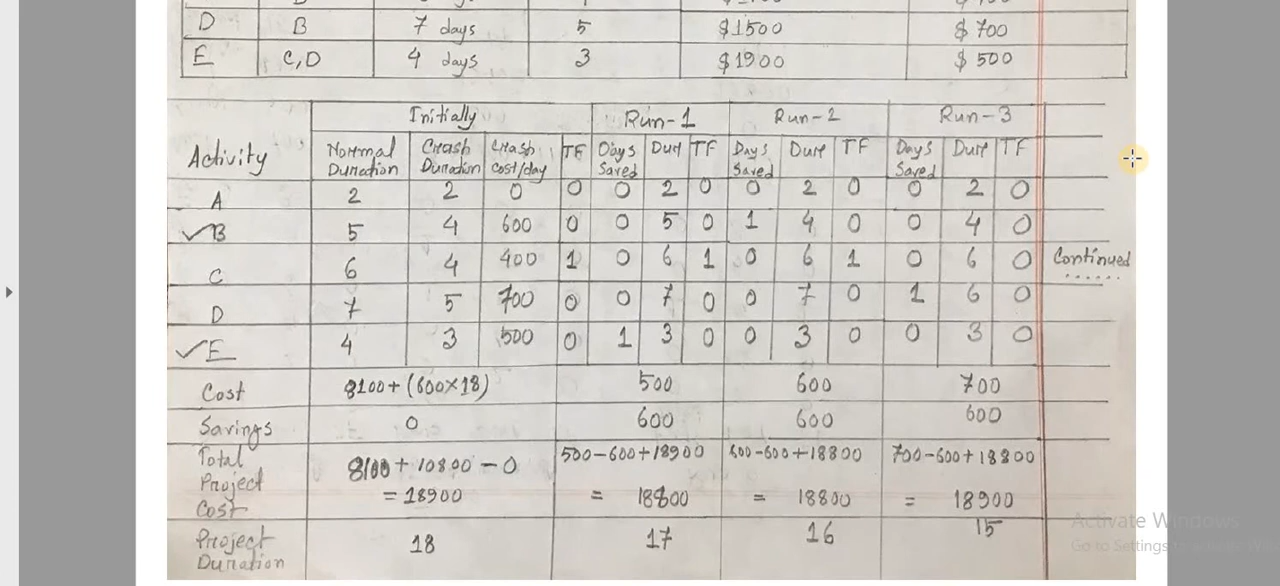 D B 7 days 5 $1500 $ 700
E C,D 4 days 3 $1900 $ 500
Initially Run-1 Run-2 Run-3
Activity Normal Duration Crash Duration Crash Cost/day TF Days Saved Dur TF Days Saved Dur TF Days Saved Dur TF
A 2 2 0 0 0 2 0 0 2 0 0 2 0
✓B 5 4 600 0 0 5 0 1 4 0 0 4 0
C 6 4 400 1 0 6 1 0 6 1 0 6 0 Continued ......
D 7 5 700 0 0 7 0 0 7 0 1 6 0
✓E 4 3 500 0 1 3 0 0 3 0 0 3 0
Cost 8100+(600×18) 500 600 700
Savings 0 600 600 600
Total Project Cost 8100+10800-0 500-600+18900 600-600+18800 700-600+18800
=18900 = 18800 = 18800 = 18900
Project Duration 18 17 16 15
Activate Windows
Go to Settings to activate